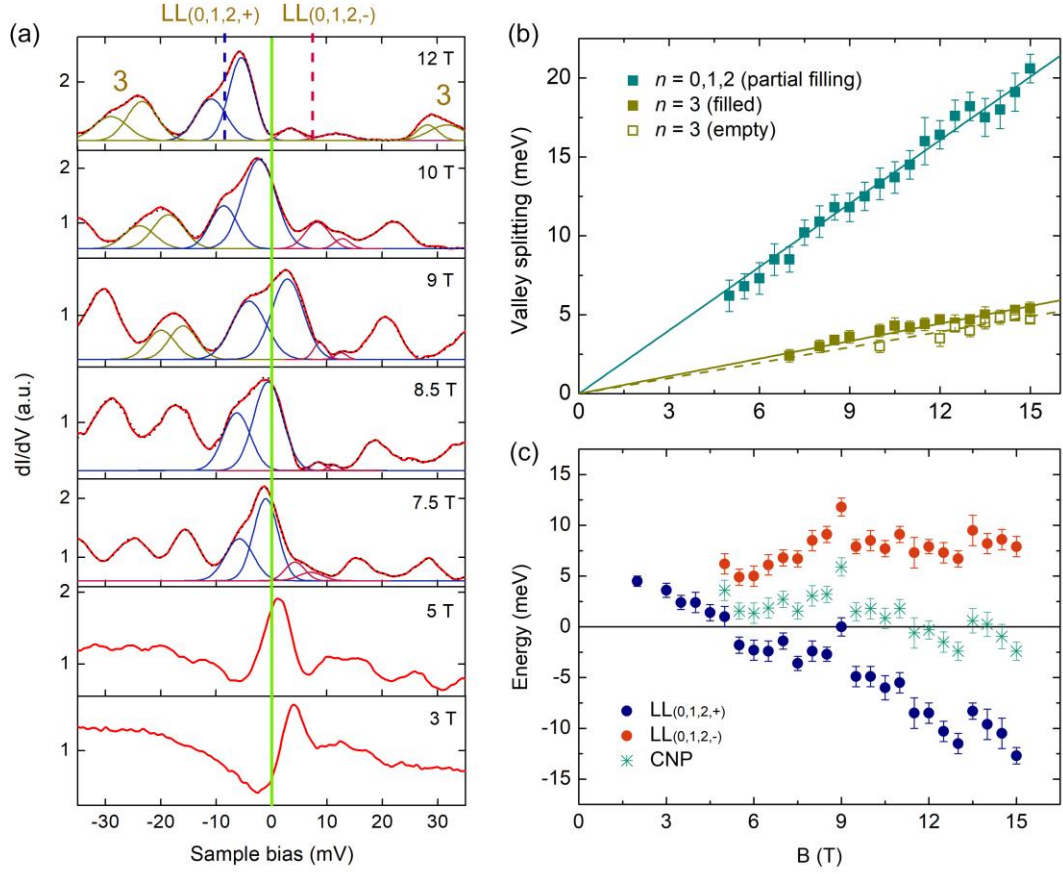 LL(0,1,2,+) LL(0,1,2,-)
(a)
12 T
3
3
2
10 T
2
1
9 T
1
8.5 T
1
7.5 T
2
1
5 T
2
1
3 T
1
dI/dV (a.u.)
-30 -20 -10 0 10 20 30
Sample bias (mV)
(b)
n = 0,1,2 (partial filling)
n = 3 (filled)
n = 3 (empty)
20
15
10
5
0
Valley splitting (meV)
0 3 6 9 12 15
(c)
15
10
5
0
-5
-10
-15
Energy (meV)
LL(0,1,2,+)
LL(0,1,2,-)
CNP
0 3 6 9 12 15
B (T)